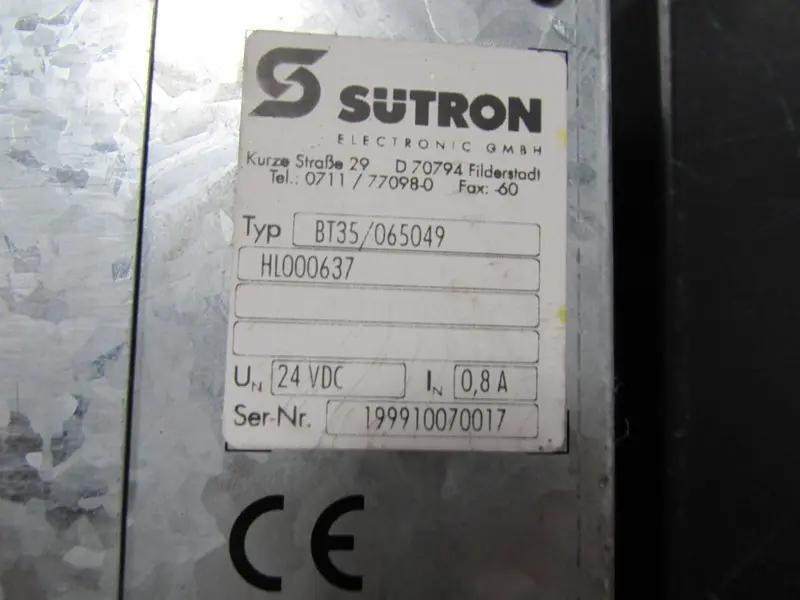 SÜTRON
ELECTRONIC GMBH
Kurze Straße 29 D 70794 Filderstadt
Tel.: 0711 / 77098-0 Fax: -60
Typ BT35/065049
HL000637
UN 24 VDC IN 0,8 A
Ser-Nr. 199910070017
CE